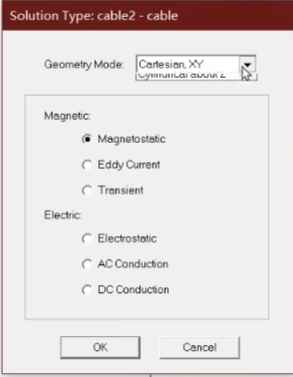 Solution Type: cable2 - cable
Geometry Mode: Cartesian, XY
Cylindrical about Z
Magnetic:
Magnetostatic
Eddy Current
Transient
Electric:
Electrostatic
AC Conduction
DC Conduction
OK Cancel